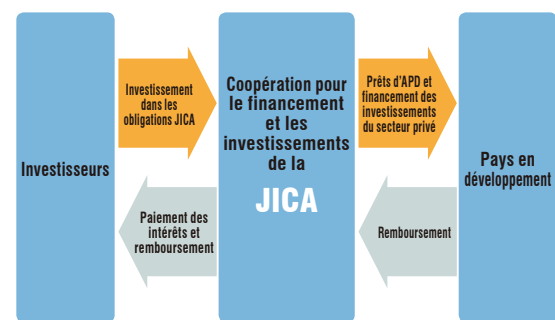 Investisseurs
Investissement
dans les
obligations JICA
Paiement des
intérêts et
remboursement
Coopération pour
le financement
et les
investissements
de la
JICA
Prêts d'APD et
financement des
investissements
du secteur privé
Remboursement
Pays en
développement